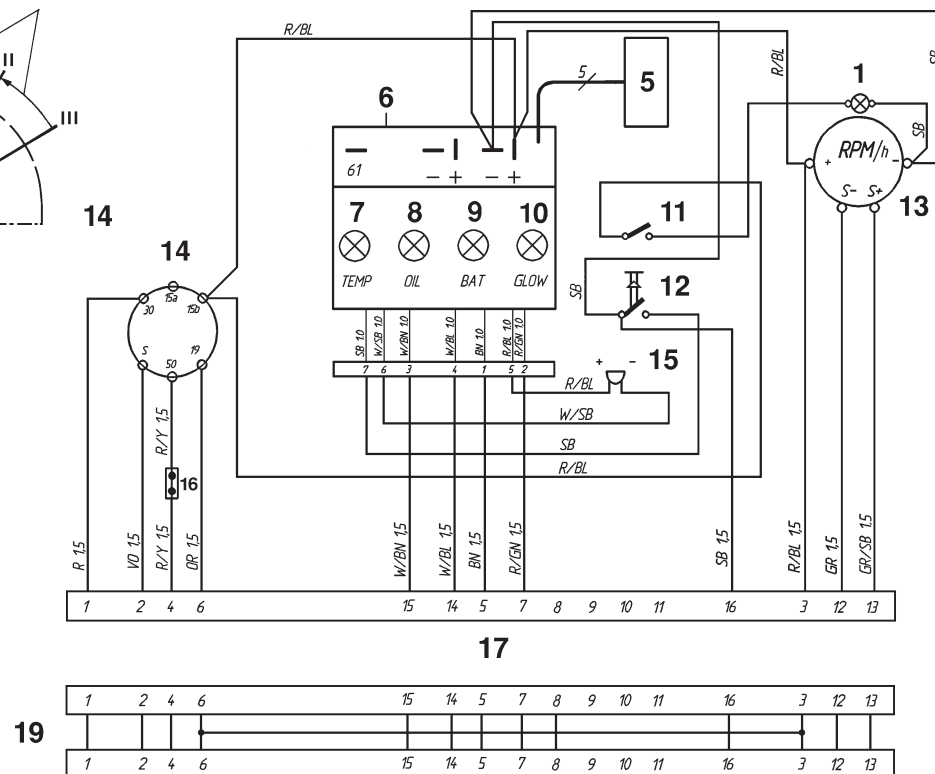 R/BL
II
III
14
6
5
5
R/BL
1
SB
RPM/h
+ -
S- S+
13
61
- + - +
7 8 9 10
TEMP OIL BAT GLOW
11
SB
12
14
15a
30 15b
S 19
50
SB 1.0
W/SB 1.0
W/BN 1.0
W/BL 1.0
BN 1.0
R/BL 1.0
R/GN 1.0
7 6 3 4 1 5 2
+ -
15
R/BL
W/SB
SB
R/BL
R/Y 1,5
16
R 1,5
VO 1,5
R/Y 1,5
OR 1,5
W/BN 1,5
W/BL 1,5
BN 1,5
R/GN 1,5
SB 1,5
R/BL 1,5
GR 1,5
GR/SB 1.5
1 2 4 6 15 14 5 7 8 9 10 11 16 3 12 13
17
1 2 4 6 15 14 5 7 8 9 10 11 16 3 12 13
19
1 2 4 6 15 14 5 7 8 9 10 11 16 3 12 13